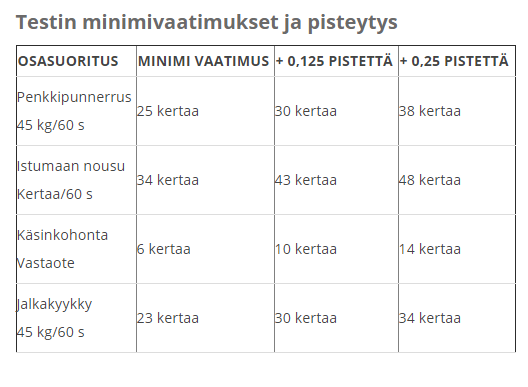 Testin minimivaatimukset ja pisteytys
OSASUORITUS MINIMI VAATIMUS + 0,125 PISTETTÄ + 0,25 PISTETTÄ
Penkkipunnerrus
45 kg/60 s
25 kertaa 30 kertaa 38 kertaa
Istumaan nousu
Kertaa/60 s
34 kertaa 43 kertaa 48 kertaa
Käsinkohonta
Vastaote
6 kertaa 10 kertaa 14 kertaa
Jalkakyykky
45 kg/60 s
23 kertaa 30 kertaa 34 kertaa